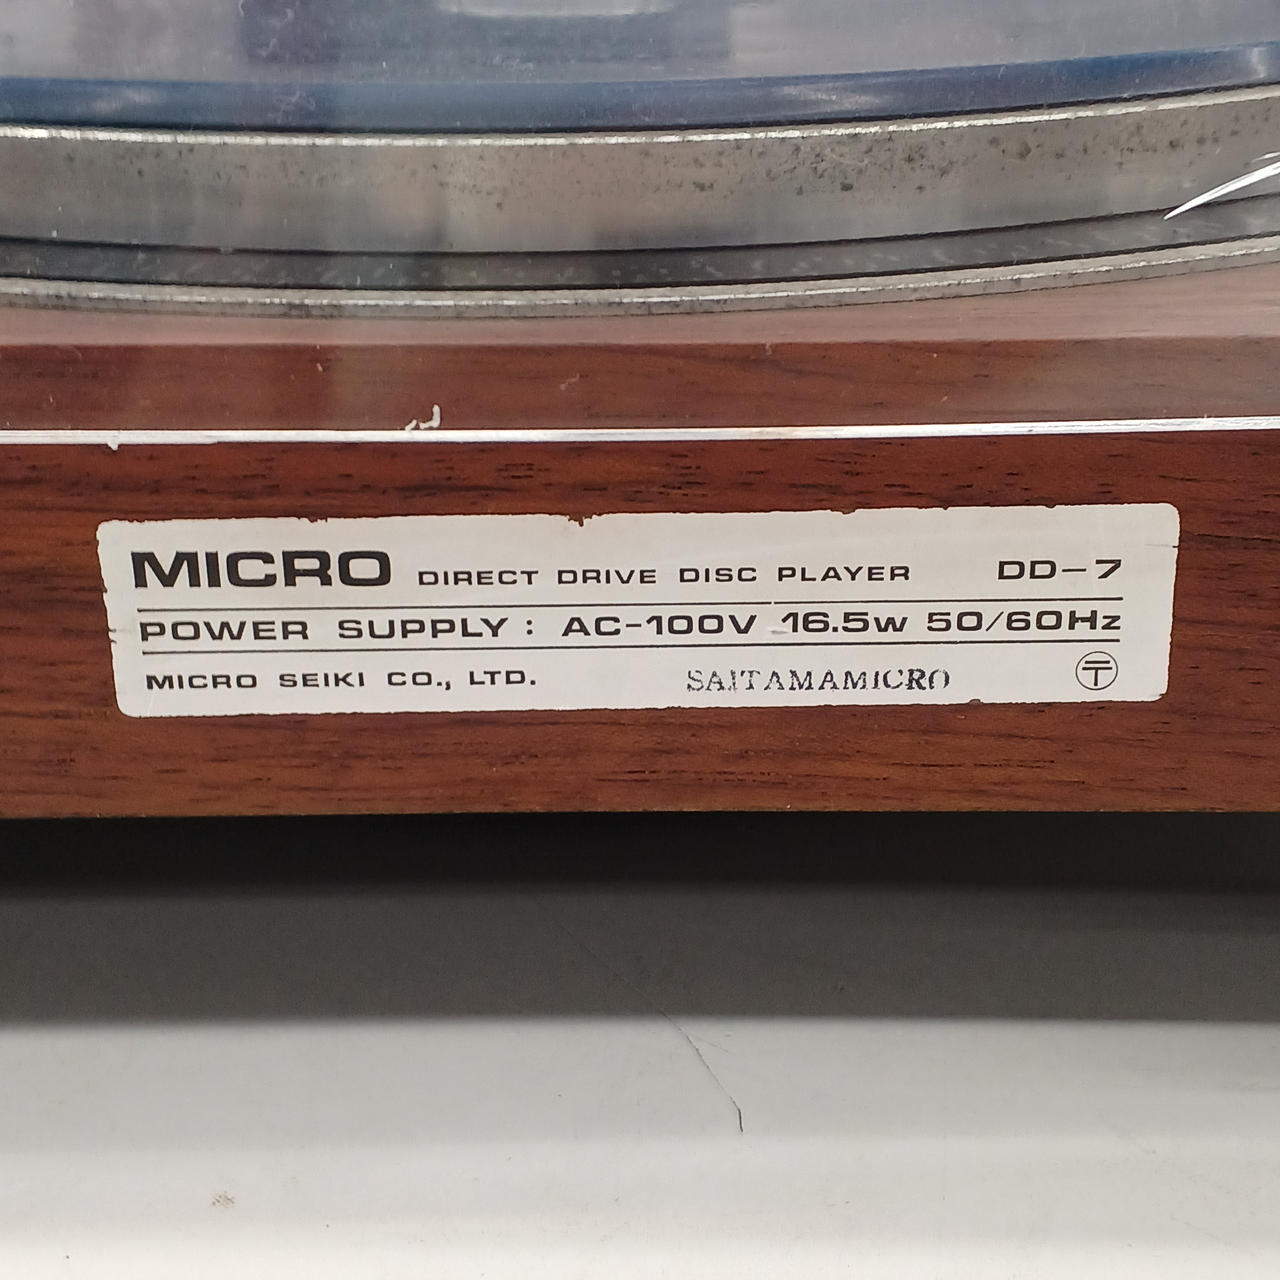 MICRO DIRECT DRIVE DISC PLAYER DD-7
POWER SUPPLY : AC-100V 16.5w 50/60Hz
MICRO SEIKI CO., LTD. SAITAMAMICRO 〒